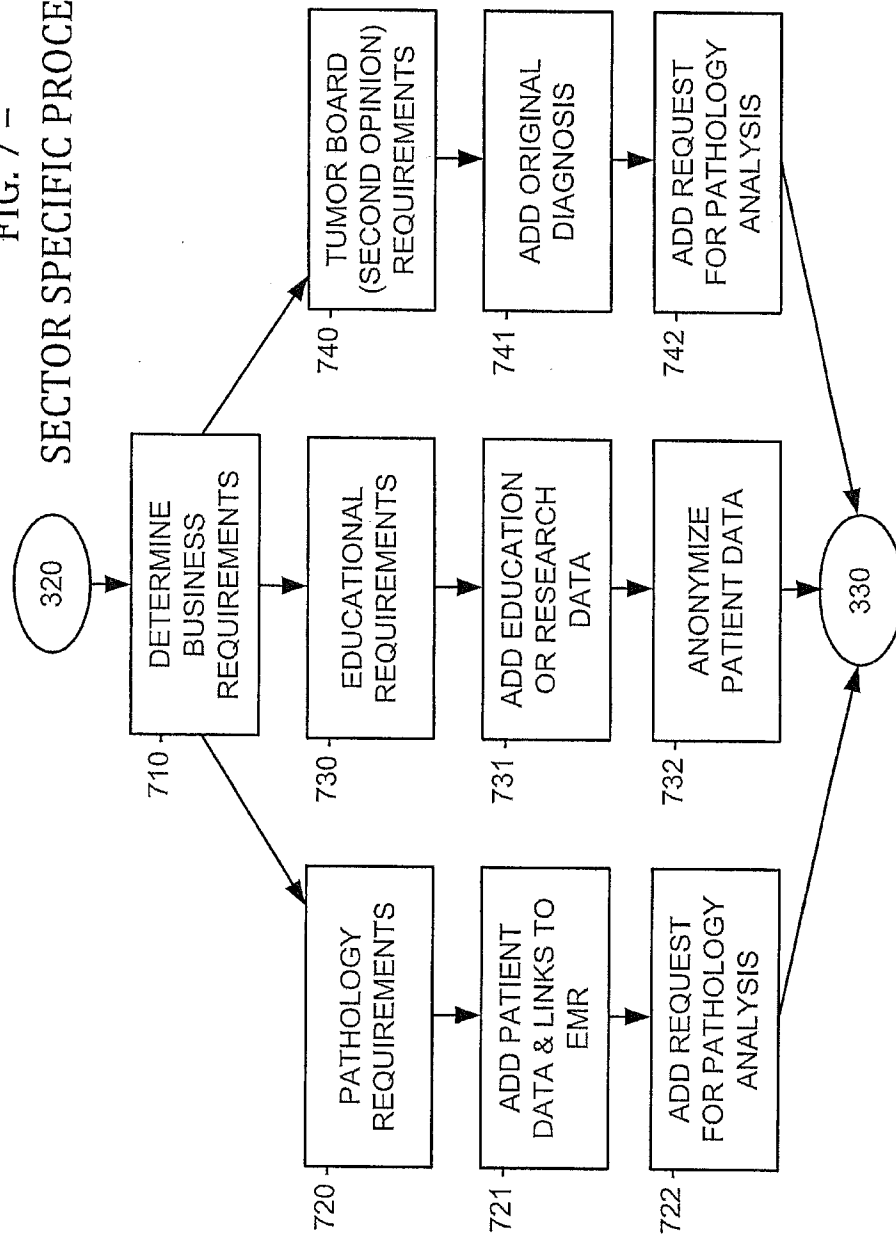 FIG. 7 –
SECTOR SPECIFIC PROCE
320
710
DETERMINE
BUSINESS
REQUIREMENTS
720
PATHOLOGY
REQUIREMENTS
730
EDUCATIONAL
REQUIREMENTS
740
TUMOR BOARD
(SECOND OPINION)
REQUIREMENTS
721
ADD PATIENT
DATA & LINKS TO
EMR
731
ADD EDUCATION
OR RESEARCH
DATA
741
ADD ORIGINAL
DIAGNOSIS
722
ADD REQUEST
FOR PATHOLOGY
ANALYSIS
732
ANONYMIZE
PATIENT DATA
742
ADD REQUEST
FOR PATHOLOGY
ANALYSIS
330